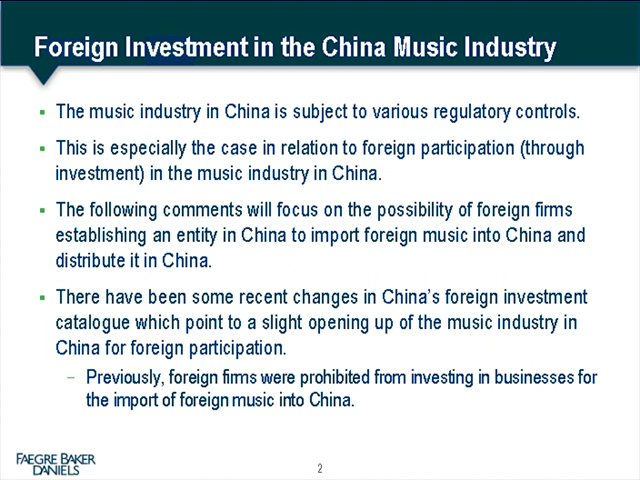 Foreign Investment in the China Music Industry
▪ The music industry in China is subject to various regulatory controls.
▪ This is especially the case in relation to foreign participation (through
investment) in the music industry in China.
▪ The following comments will focus on the possibility of foreign firms
establishing an entity in China to import foreign music into China and
distribute it in China.
▪ There have been some recent changes in China's foreign investment
catalogue which point to a slight opening up of the music industry in
China for foreign participation.
– Previously, foreign firms were prohibited from investing in businesses for
the import of foreign music into China.
FAEGRE BAKER
DANIELS
2